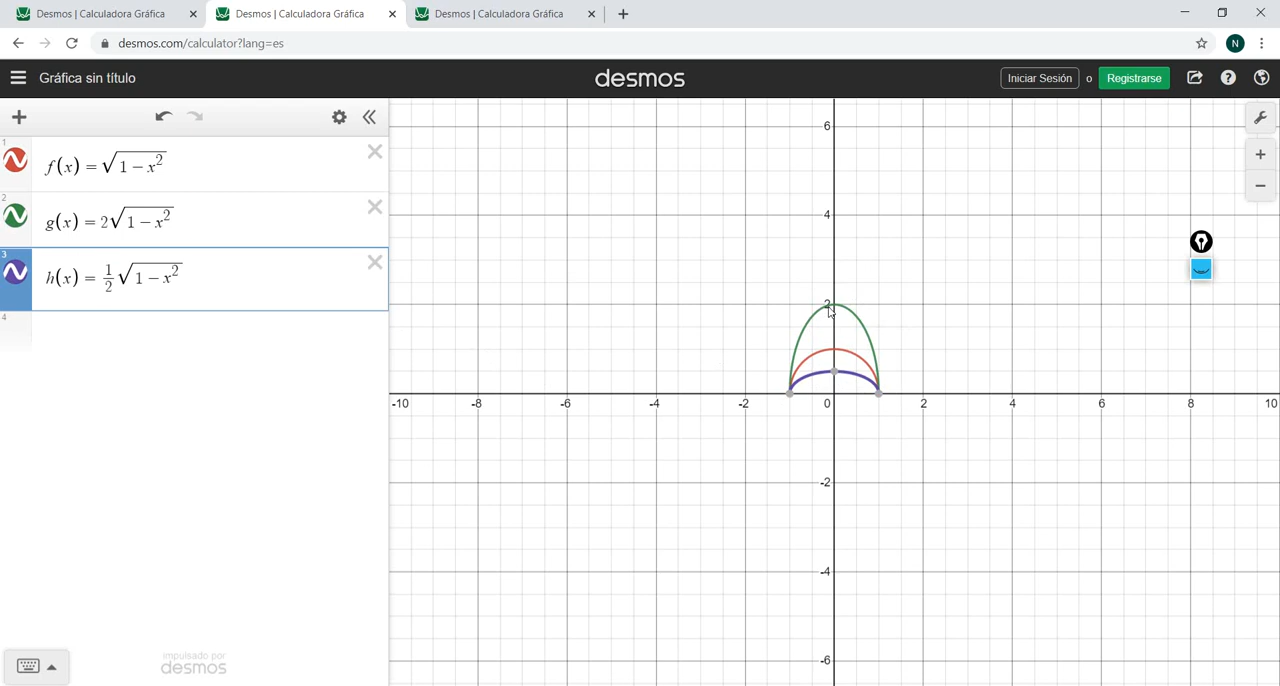 Desmos | Calculadora Gráfica
Desmos | Calculadora Gráfica
Desmos | Calculadora Gráfica
desmos.com/calculator?lang=es
N
Gráfica sin título
desmos
Iniciar Sesión o Registrarse
1
f(x) = √(1 − x²)
2
g(x) = 2√(1 − x²)
3
h(x) = 1/2 √(1 − x²)
4
6
4
2
-10 -8 -6 -4 -2 0 2 4 6 8 10
-2
-4
-6
impulsado por
desmos